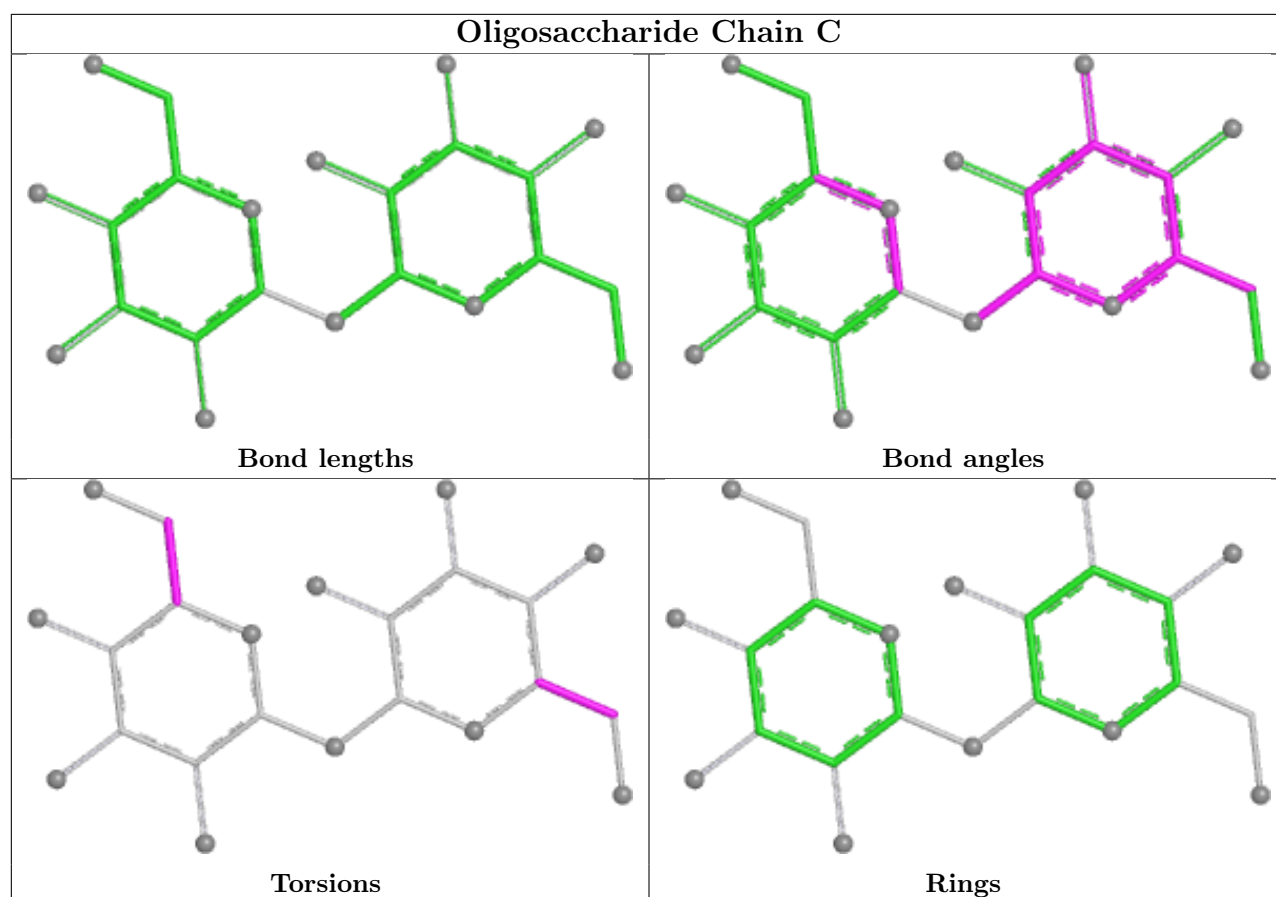 Oligosaccharide Chain C
Bond lengths
Bond angles
Torsions
Rings